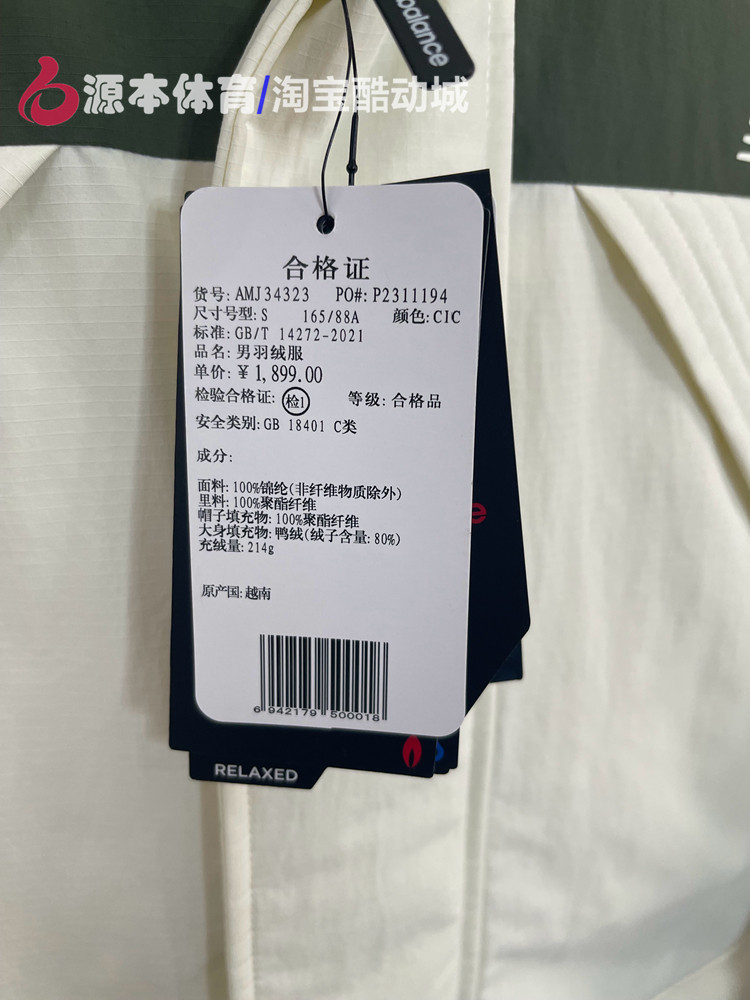 balance
源本体育/淘宝酷动城
合格证
货号: AMJ34323 PO#: P2311194
尺寸号型: S 165/88A 颜色: CIC
标准: GB/T 14272-2021
品名: 男羽绒服
单价: ¥ 1,899.00
检验合格证: 检1 等级: 合格品
安全类别: GB 18401 C类
成分:
面料: 100%锦纶(非纤维物质除外)
里料: 100%聚酯纤维
帽子填充物: 100%聚酯纤维
大身填充物: 鸭绒(绒子含量: 80%)
充绒量: 214g
原产国: 越南
6 942179 500018
RELAXED